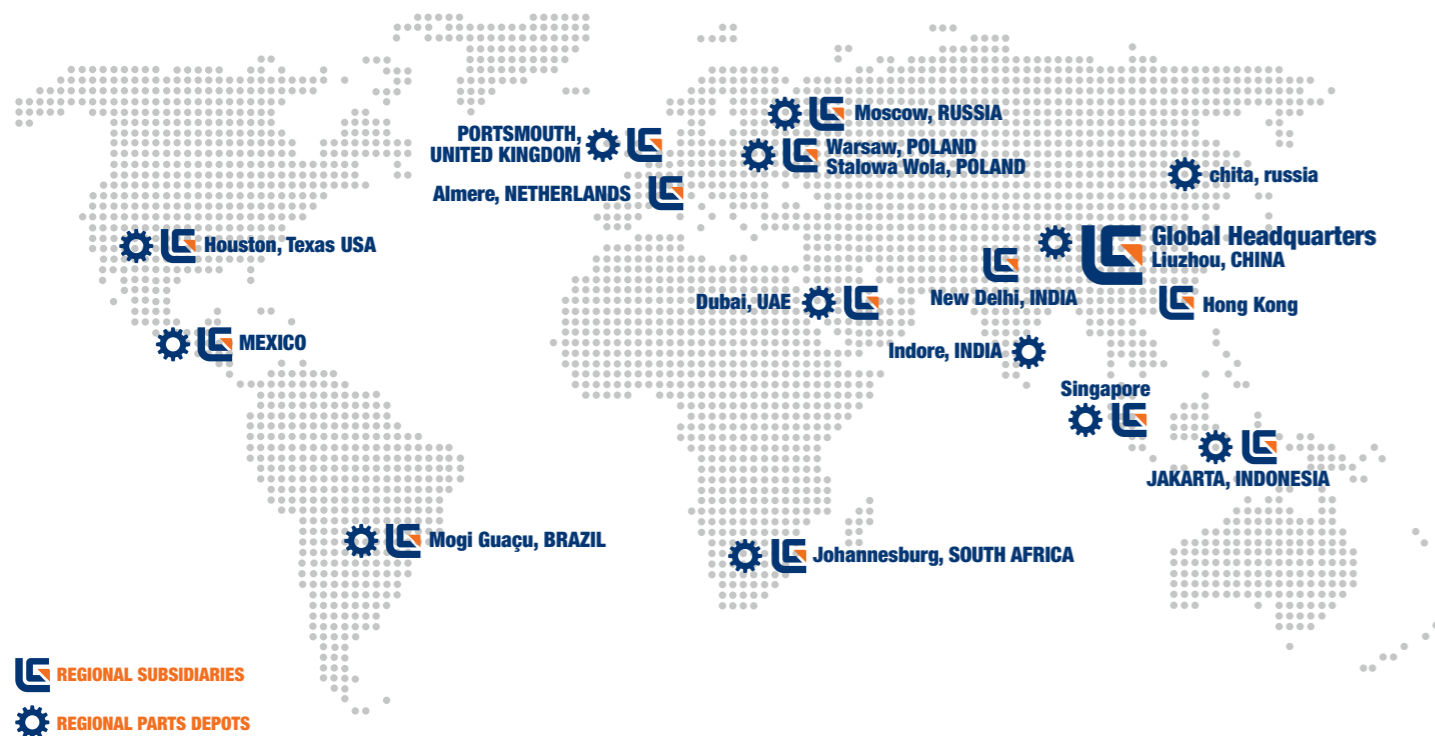 Moscow, RUSSIA
PORTSMOUTH,
UNITED KINGDOM
Warsaw, POLAND
Stalowa Wola, POLAND
chita, russia
Almere, NETHERLANDS
Houston, Texas USA
Global Headquarters
Liuzhou, CHINA
New Delhi, INDIA
Dubai, UAE
Hong Kong
MEXICO
Indore, INDIA
Singapore
JAKARTA, INDONESIA
Mogi Guaçu, BRAZIL
Johannesburg, SOUTH AFRICA
REGIONAL SUBSIDIARIES
REGIONAL PARTS DEPOTS